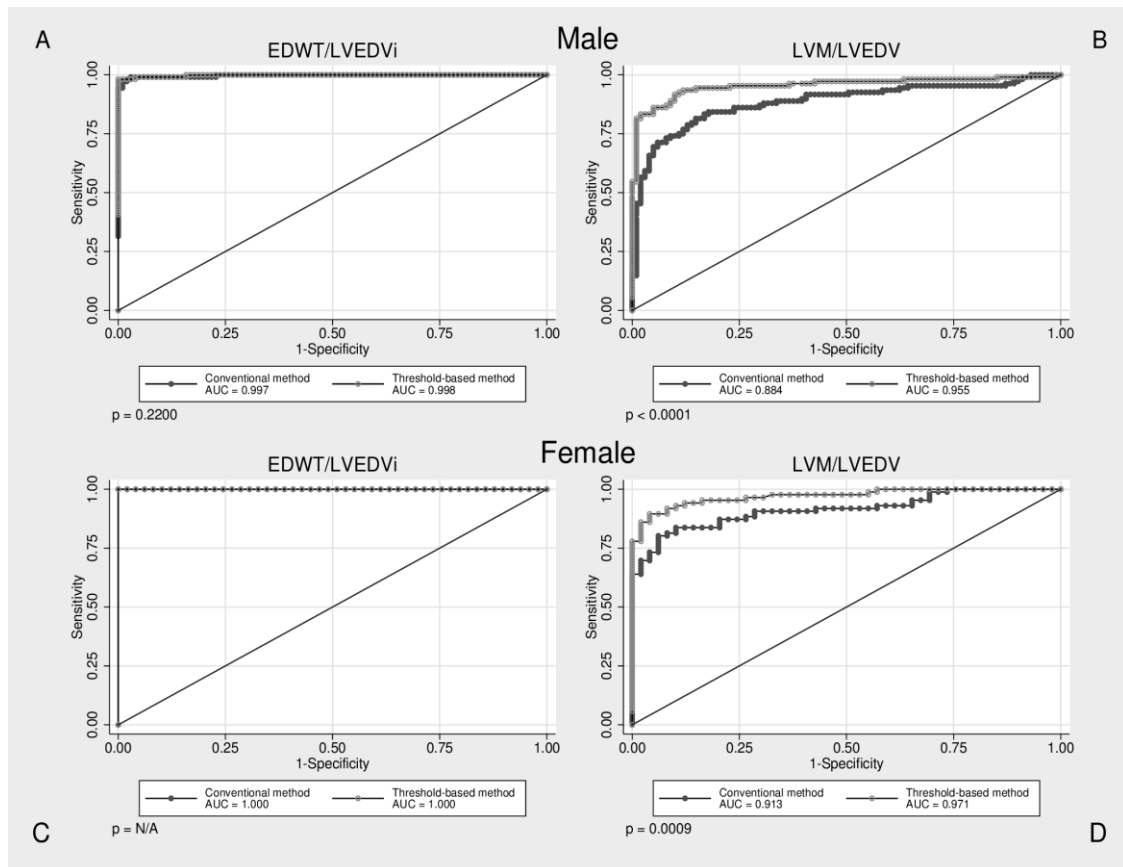 A
Male
B
EDWT/LVEDVi
LVM/LVEDV
Sensitivity
0.00 0.25 0.50 0.75 1.00
0.00 0.25 0.50 0.75 1.00
1-Specificity
Conventional method
AUC = 0.997
Threshold-based method
AUC = 0.998
p = 0.2200
Sensitivity
0.00 0.25 0.50 0.75 1.00
0.00 0.25 0.50 0.75 1.00
1-Specificity
Conventional method
AUC = 0.884
Threshold-based method
AUC = 0.955
p < 0.0001
Female
EDWT/LVEDVi
LVM/LVEDV
Sensitivity
0.00 0.25 0.50 0.75 1.00
0.00 0.25 0.50 0.75 1.00
1-Specificity
Conventional method
AUC = 1.000
Threshold-based method
AUC = 1.000
p = N/A
C
Sensitivity
0.00 0.25 0.50 0.75 1.00
0.00 0.25 0.50 0.75 1.00
1-Specificity
Conventional method
AUC = 0.913
Threshold-based method
AUC = 0.971
p = 0.0009
D